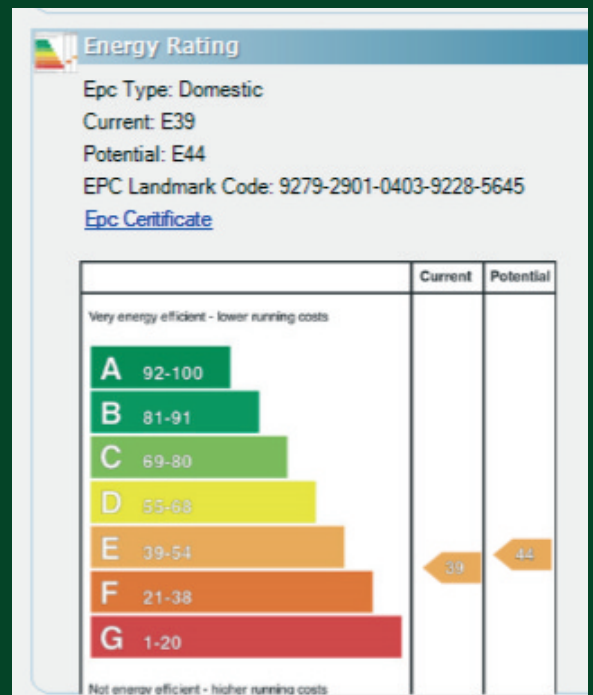 Energy Rating
Epc Type: Domestic
Current: E39
Potential: E44
EPC Landmark Code: 9279-2901-0403-9228-5645
Epc Ceritificate
Current Potential
Very energy efficient - lower running costs
A 92-100
B 81-91
C 69-80
D 55-68
E 39-54
39 44
F 21-38
G 1-20
Not energy efficient - higher running costs